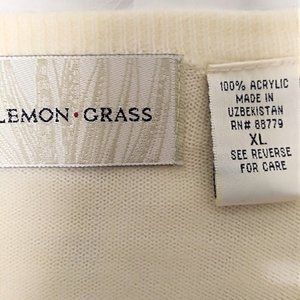 LEMON·GRASS
100% ACRYLIC
MADE IN
UZBEKISTAN
RN# 88779
XL
SEE REVERSE
FOR CARE